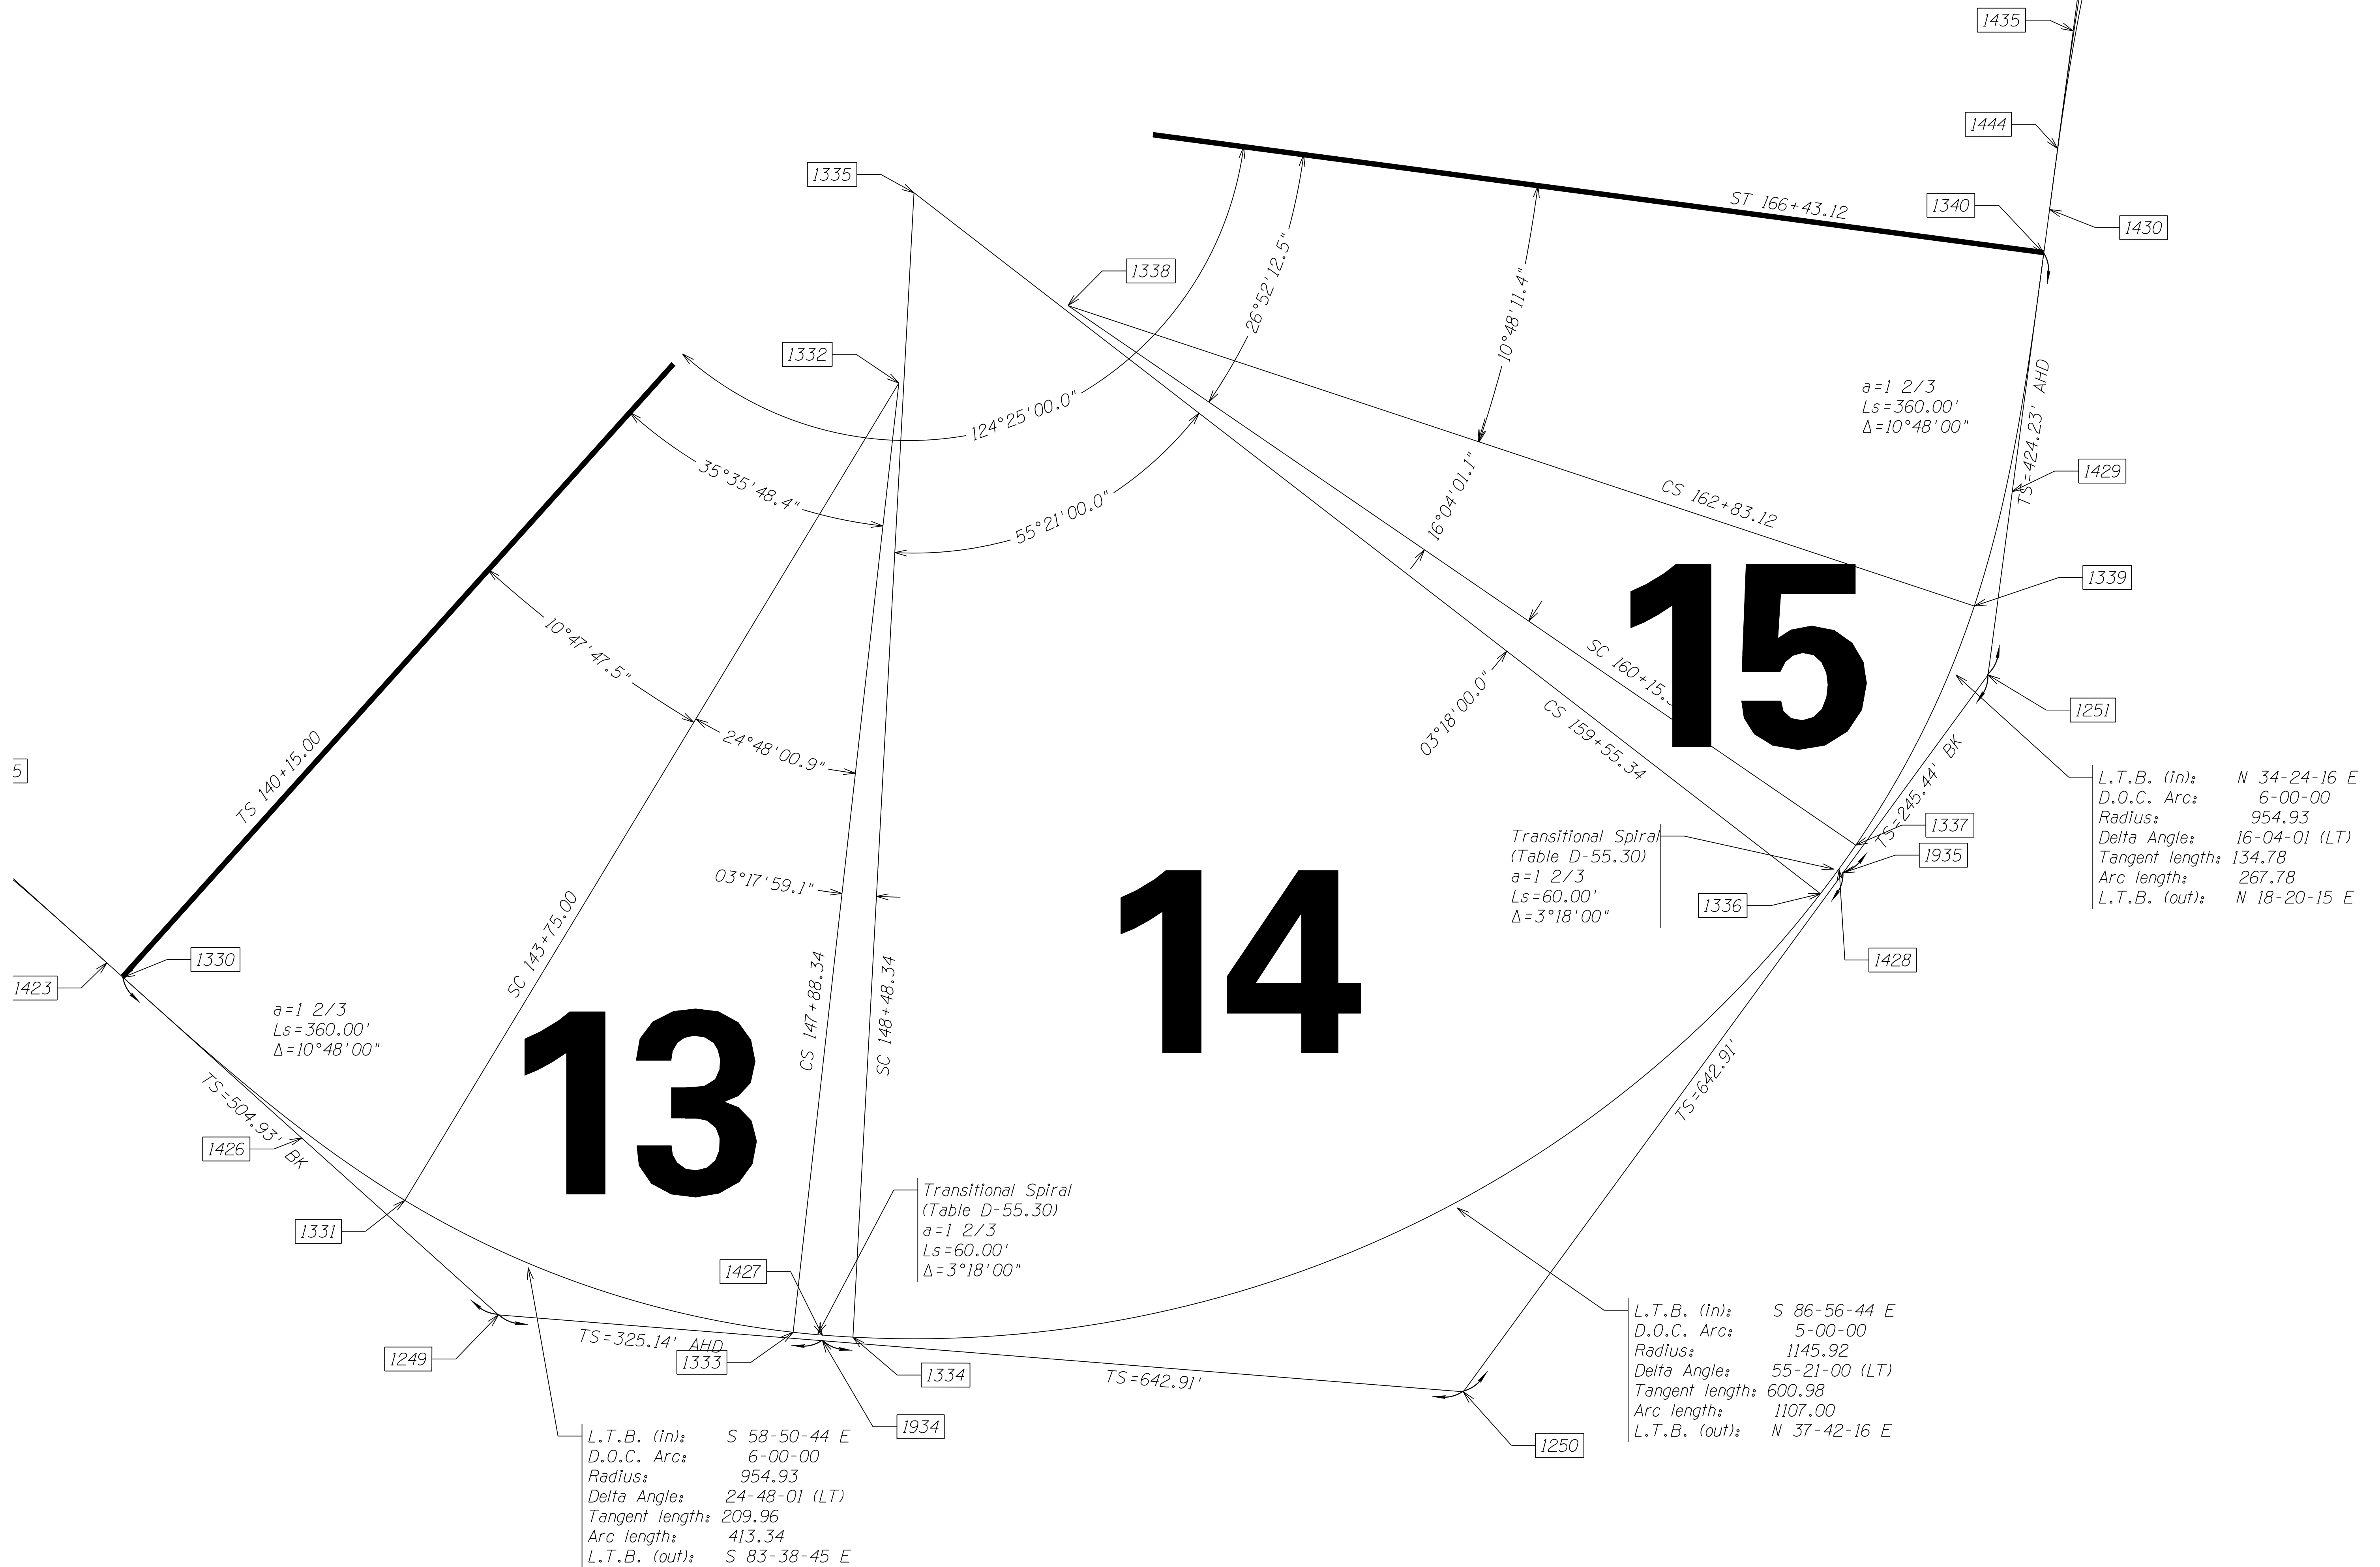 1435
1444
1335
ST 166+43.12
1340
1430
1338
26°52'12.5"
10°48'11.4"
1332
124°25'00.0"
a=1 2/3
Ls=360.00'
Δ=10°48'00"
TS=424.23' AHD
35°35'48.4"
1429
16°04'01.1"
CS 162+83.12
55°21'00.0"
1339
15
10°47'47.5"
SC 160+15.3
03°18'00.0"
1251
24°48'00.9"
CS 159+55.34
TS 140+15.00
5
TS=245.44' BK
L.T.B. (in): N 34-24-16 E
D.O.C. Arc: 6-00-00
Radius: 954.93
Delta Angle: 16-04-01 (LT)
Tangent length: 134.78
Arc length: 267.78
L.T.B. (out): N 18-20-15 E
1337
Transitional Spiral
(Table D-55.30)
a=1 2/3
Ls=60.00'
Δ=3°18'00"
1935
03°17'59.1"
14
1336
SC 143+75.00
1330
1428
1423
CS 147+88.34
SC 148+48.34
a=1 2/3
Ls=360.00'
Δ=10°48'00"
13
TS=504.93' BK
1426
TS=642.91'
Transitional Spiral
(Table D-55.30)
a=1 2/3
Ls=60.00'
Δ=3°18'00"
1331
1427
TS=325.14' AHD
1249
1333
1334
TS=642.91'
L.T.B. (in): S 86-56-44 E
D.O.C. Arc: 5-00-00
Radius: 1145.92
Delta Angle: 55-21-00 (LT)
Tangent length: 600.98
Arc length: 1107.00
L.T.B. (out): N 37-42-16 E
1934
1250
L.T.B. (in): S 58-50-44 E
D.O.C. Arc: 6-00-00
Radius: 954.93
Delta Angle: 24-48-01 (LT)
Tangent length: 209.96
Arc length: 413.34
L.T.B. (out): S 83-38-45 E